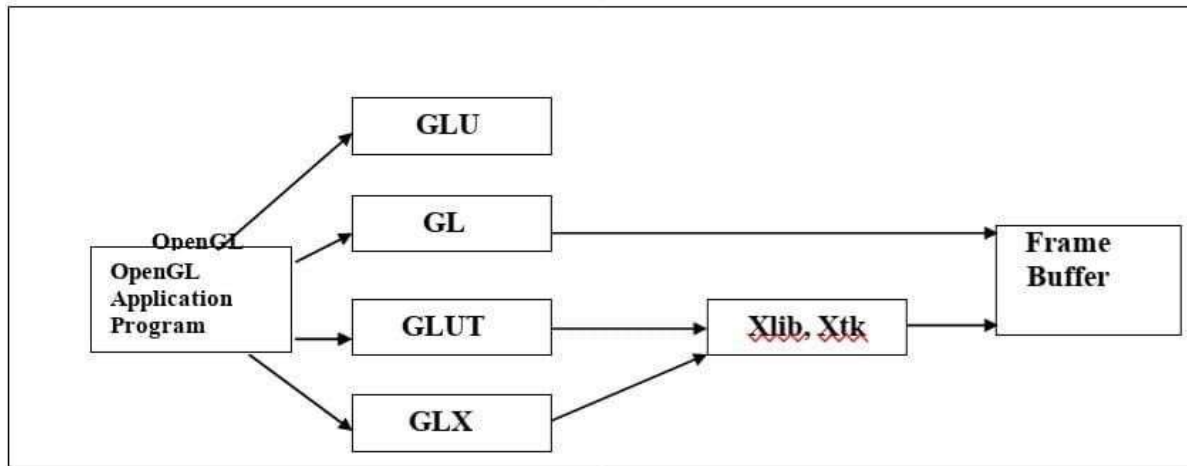 GLU
GL
OpenGL
OpenGL
Application
Program
GLUT
GLX
Xlib, Xtk
Frame
Buffer